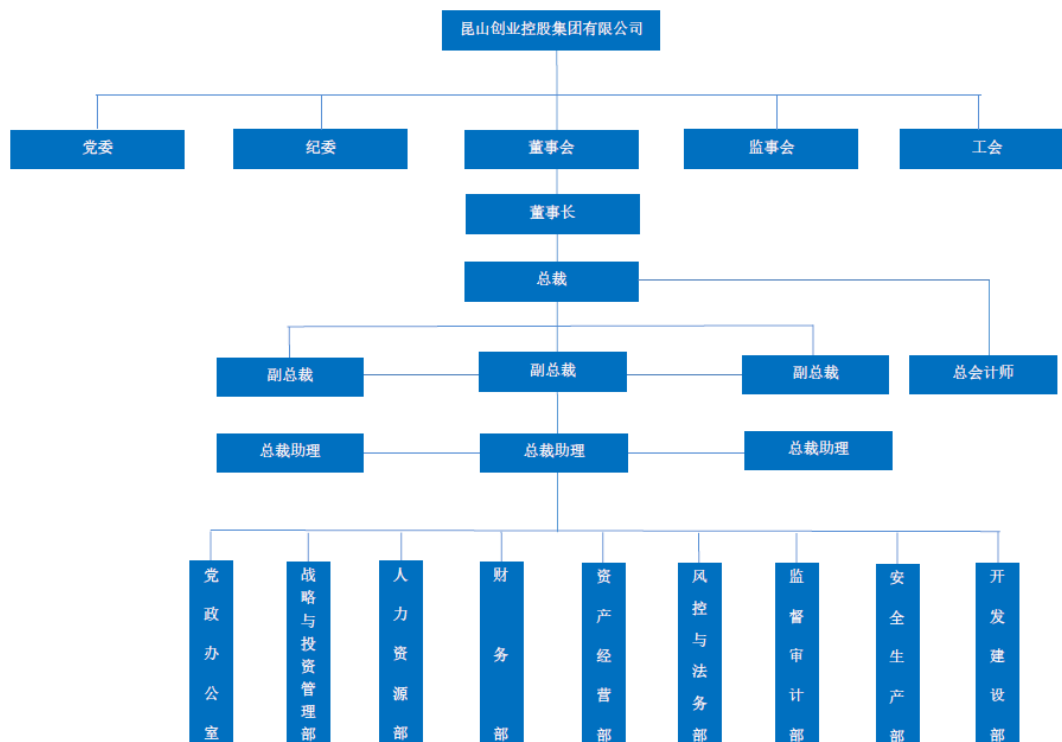 昆山创业控股集团有限公司
党委
纪委
董事会
监事会
工会
董事长
总裁
副总裁
副总裁
副总裁
总会计师
总裁助理
总裁助理
总裁助理
党政办公室
战略与投资管理部
人力资源部
财务部
资产经营部
风控与法务部
监督审计部
安全生产部
开发建设部